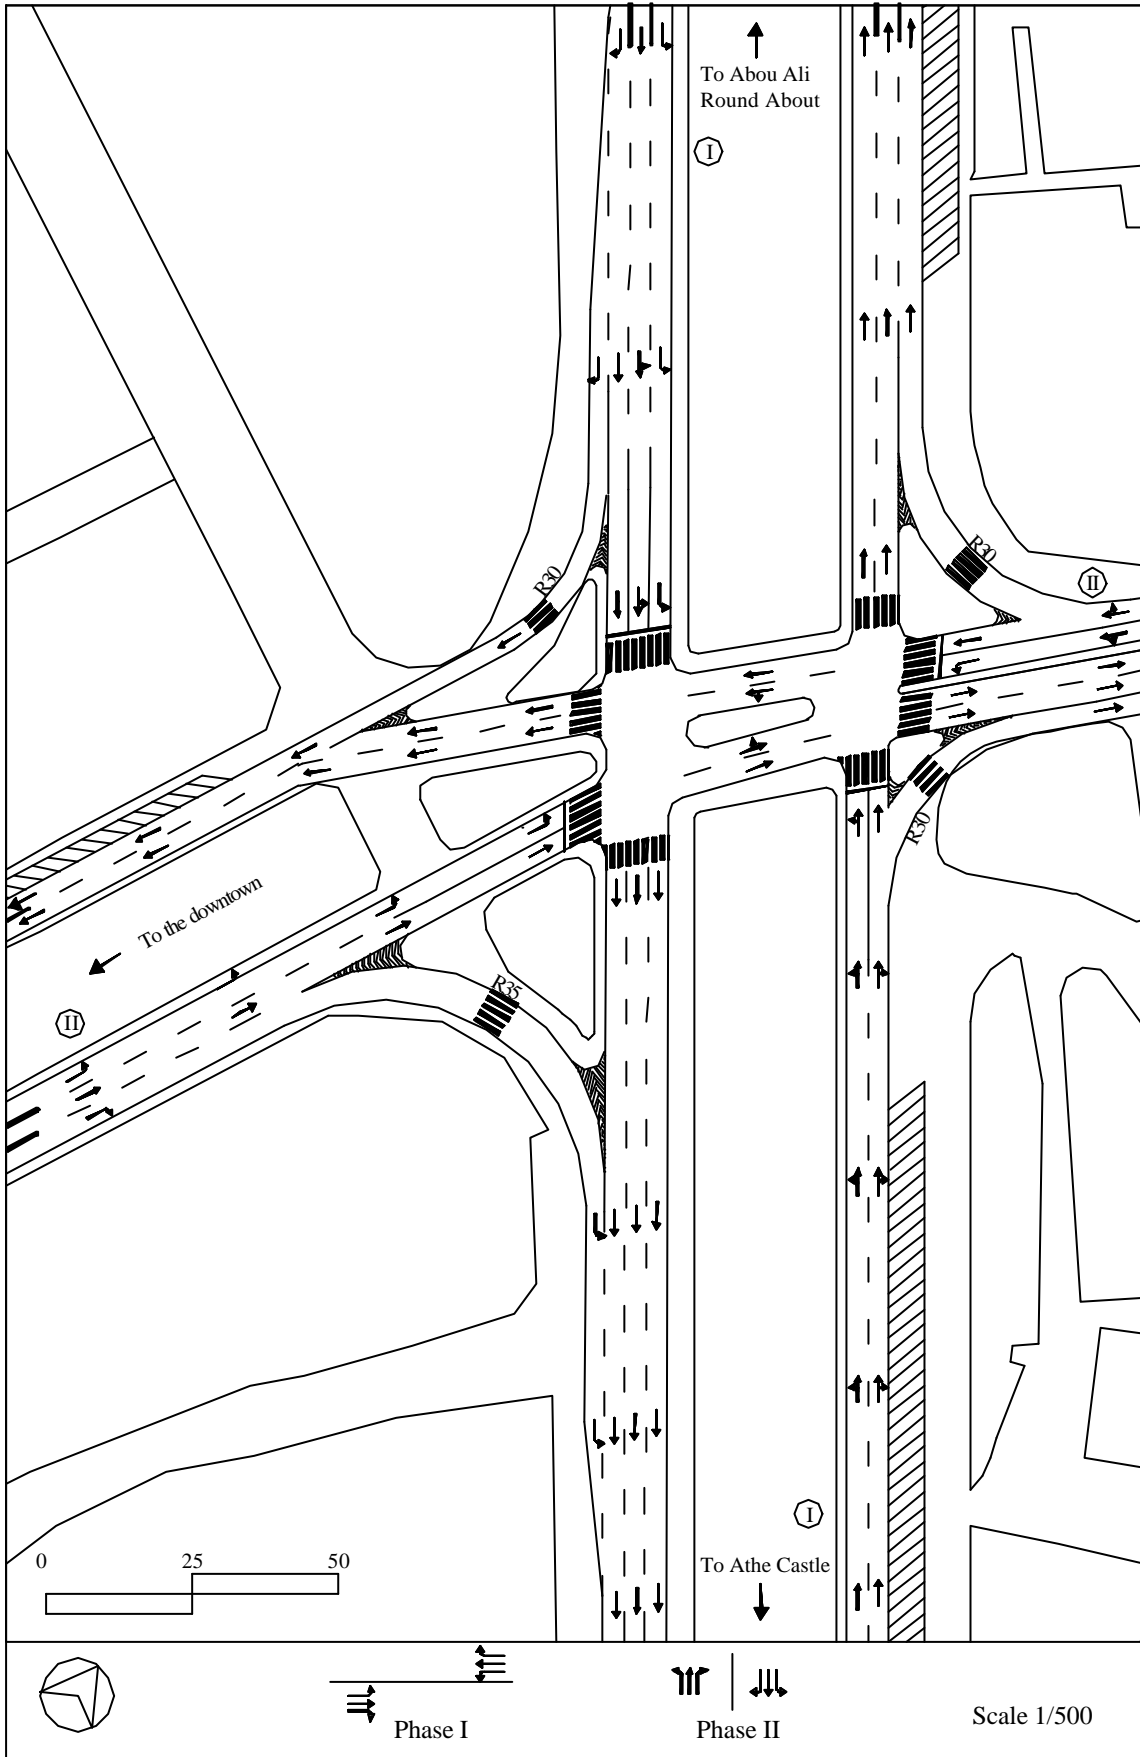 To Abou Ali
Round About
I
R30
R30
II
R30
To the downtown
R35
II
I
0 25 50
To Athe Castle
Phase I
Phase II
Scale 1/500